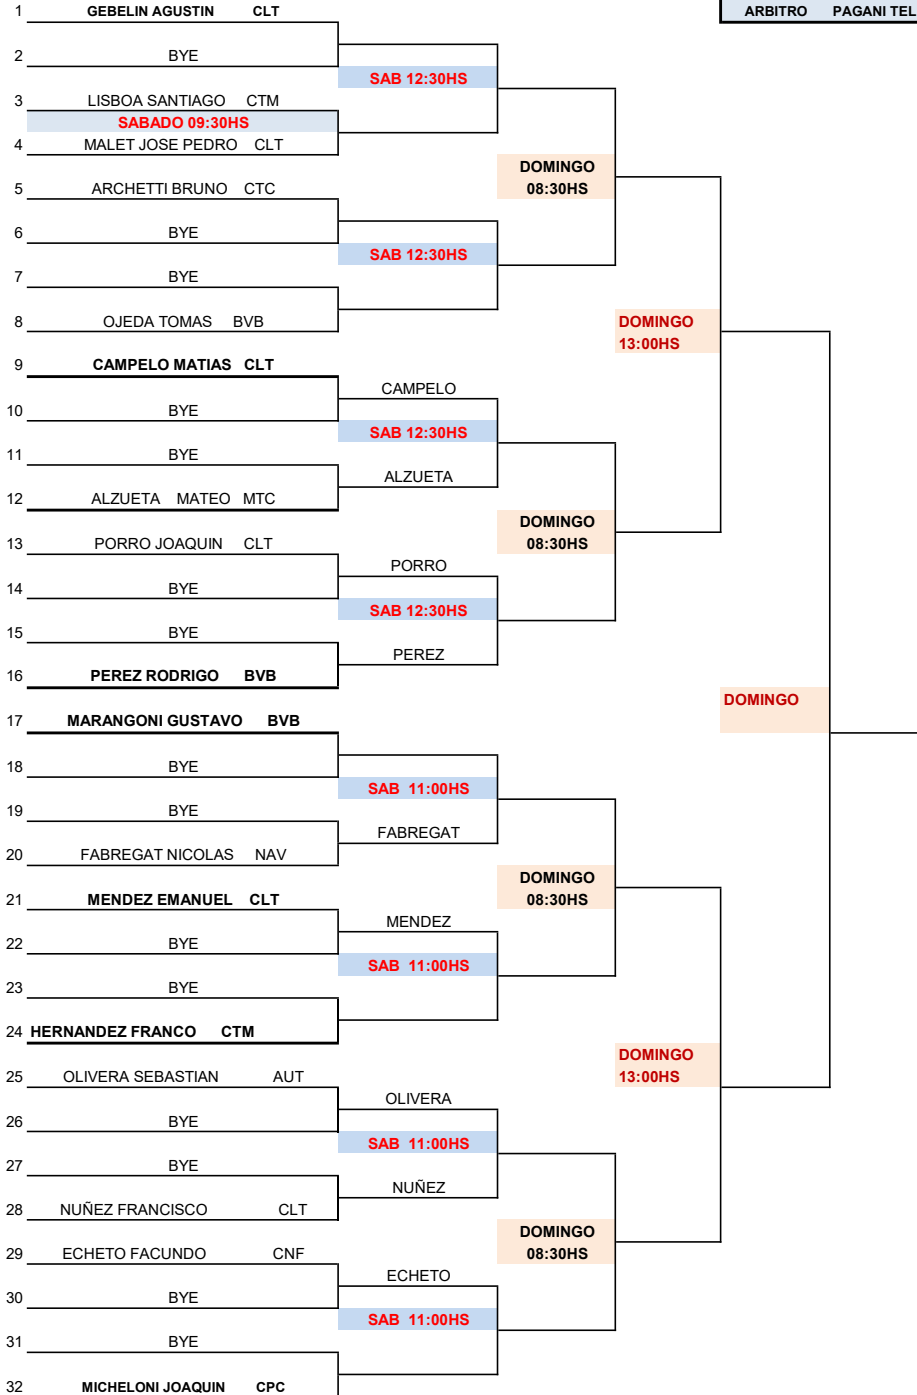 1 GEBELIN AGUSTIN CLT
ARBITRO PAGANI TEL
2 BYE
SAB 12:30HS
3 LISBOA SANTIAGO CTM
SABADO 09:30HS
4 MALET JOSE PEDRO CLT
DOMINGO
08:30HS
5 ARCHETTI BRUNO CTC
6 BYE
SAB 12:30HS
7 BYE
8 OJEDA TOMAS BVB
DOMINGO
13:00HS
9 CAMPELO MATIAS CLT
CAMPELO
10 BYE
SAB 12:30HS
11 BYE
ALZUETA
12 ALZUETA MATEO MTC
DOMINGO
08:30HS
13 PORRO JOAQUIN CLT
PORRO
14 BYE
SAB 12:30HS
15 BYE
PEREZ
16 PEREZ RODRIGO BVB
DOMINGO
17 MARANGONI GUSTAVO BVB
18 BYE
SAB 11:00HS
19 BYE
FABREGAT
20 FABREGAT NICOLAS NAV
DOMINGO
08:30HS
21 MENDEZ EMANUEL CLT
MENDEZ
22 BYE
SAB 11:00HS
23 BYE
24 HERNANDEZ FRANCO CTM
DOMINGO
13:00HS
25 OLIVERA SEBASTIAN AUT
OLIVERA
26 BYE
SAB 11:00HS
27 BYE
NUÑEZ
28 NUÑEZ FRANCISCO CLT
DOMINGO
08:30HS
29 ECHETO FACUNDO CNF
ECHETO
30 BYE
SAB 11:00HS
31 BYE
32 MICHELONI JOAQUIN CPC